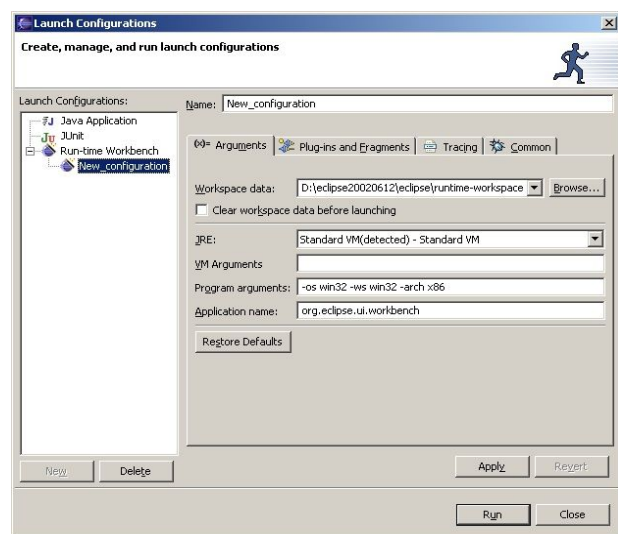 Launch Configurations
Create, manage, and run launch configurations
Launch Configurations:
Java Application
JUnit
Run-time Workbench
New_configuration
Name: New_configuration
(x)= Arguments Plug-ins and Fragments Tracing Common
Workspace data: D:\eclipse20020612\eclipse\runtime-workspace Browse...
Clear workspace data before launching
JRE: Standard VM(detected) - Standard VM
VM Arguments
Program arguments: -os win32 -ws win32 -arch x86
Application name: org.eclipse.ui.workbench
Restore Defaults
New Delete
Apply Revert
Run Close